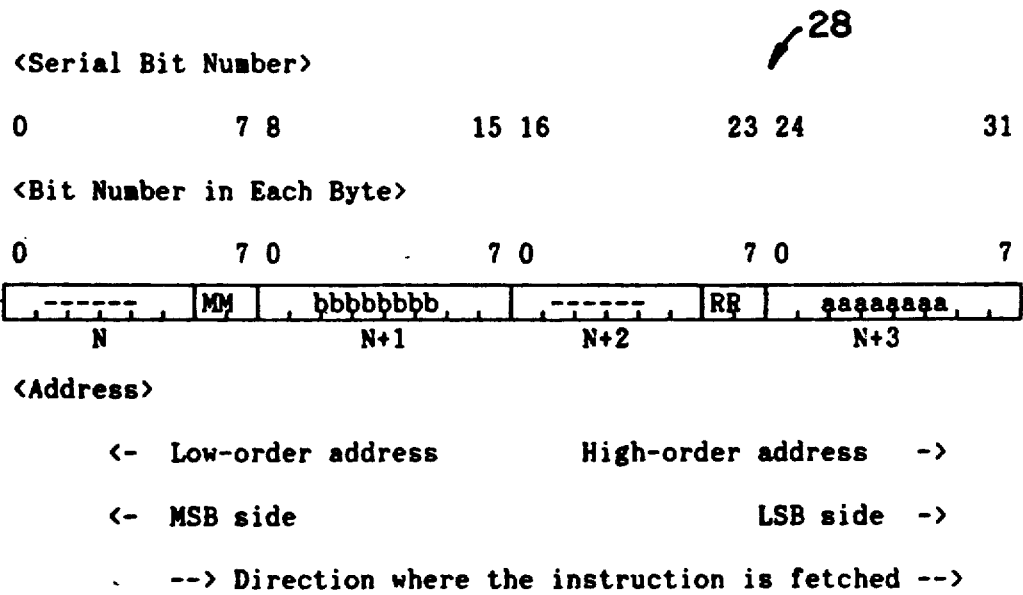 28
<Serial Bit Number>
0 7 8 15 16 23 24 31
<Bit Number in Each Byte>
0 7 0 7 0 7 0 7
------ MM bbbbbbbb ------ RR aaaaaaaa
N N+1 N+2 N+3
<Address>
<- Low-order address High-order address ->
<- MSB side LSB side ->
--> Direction where the instruction is fetched -->